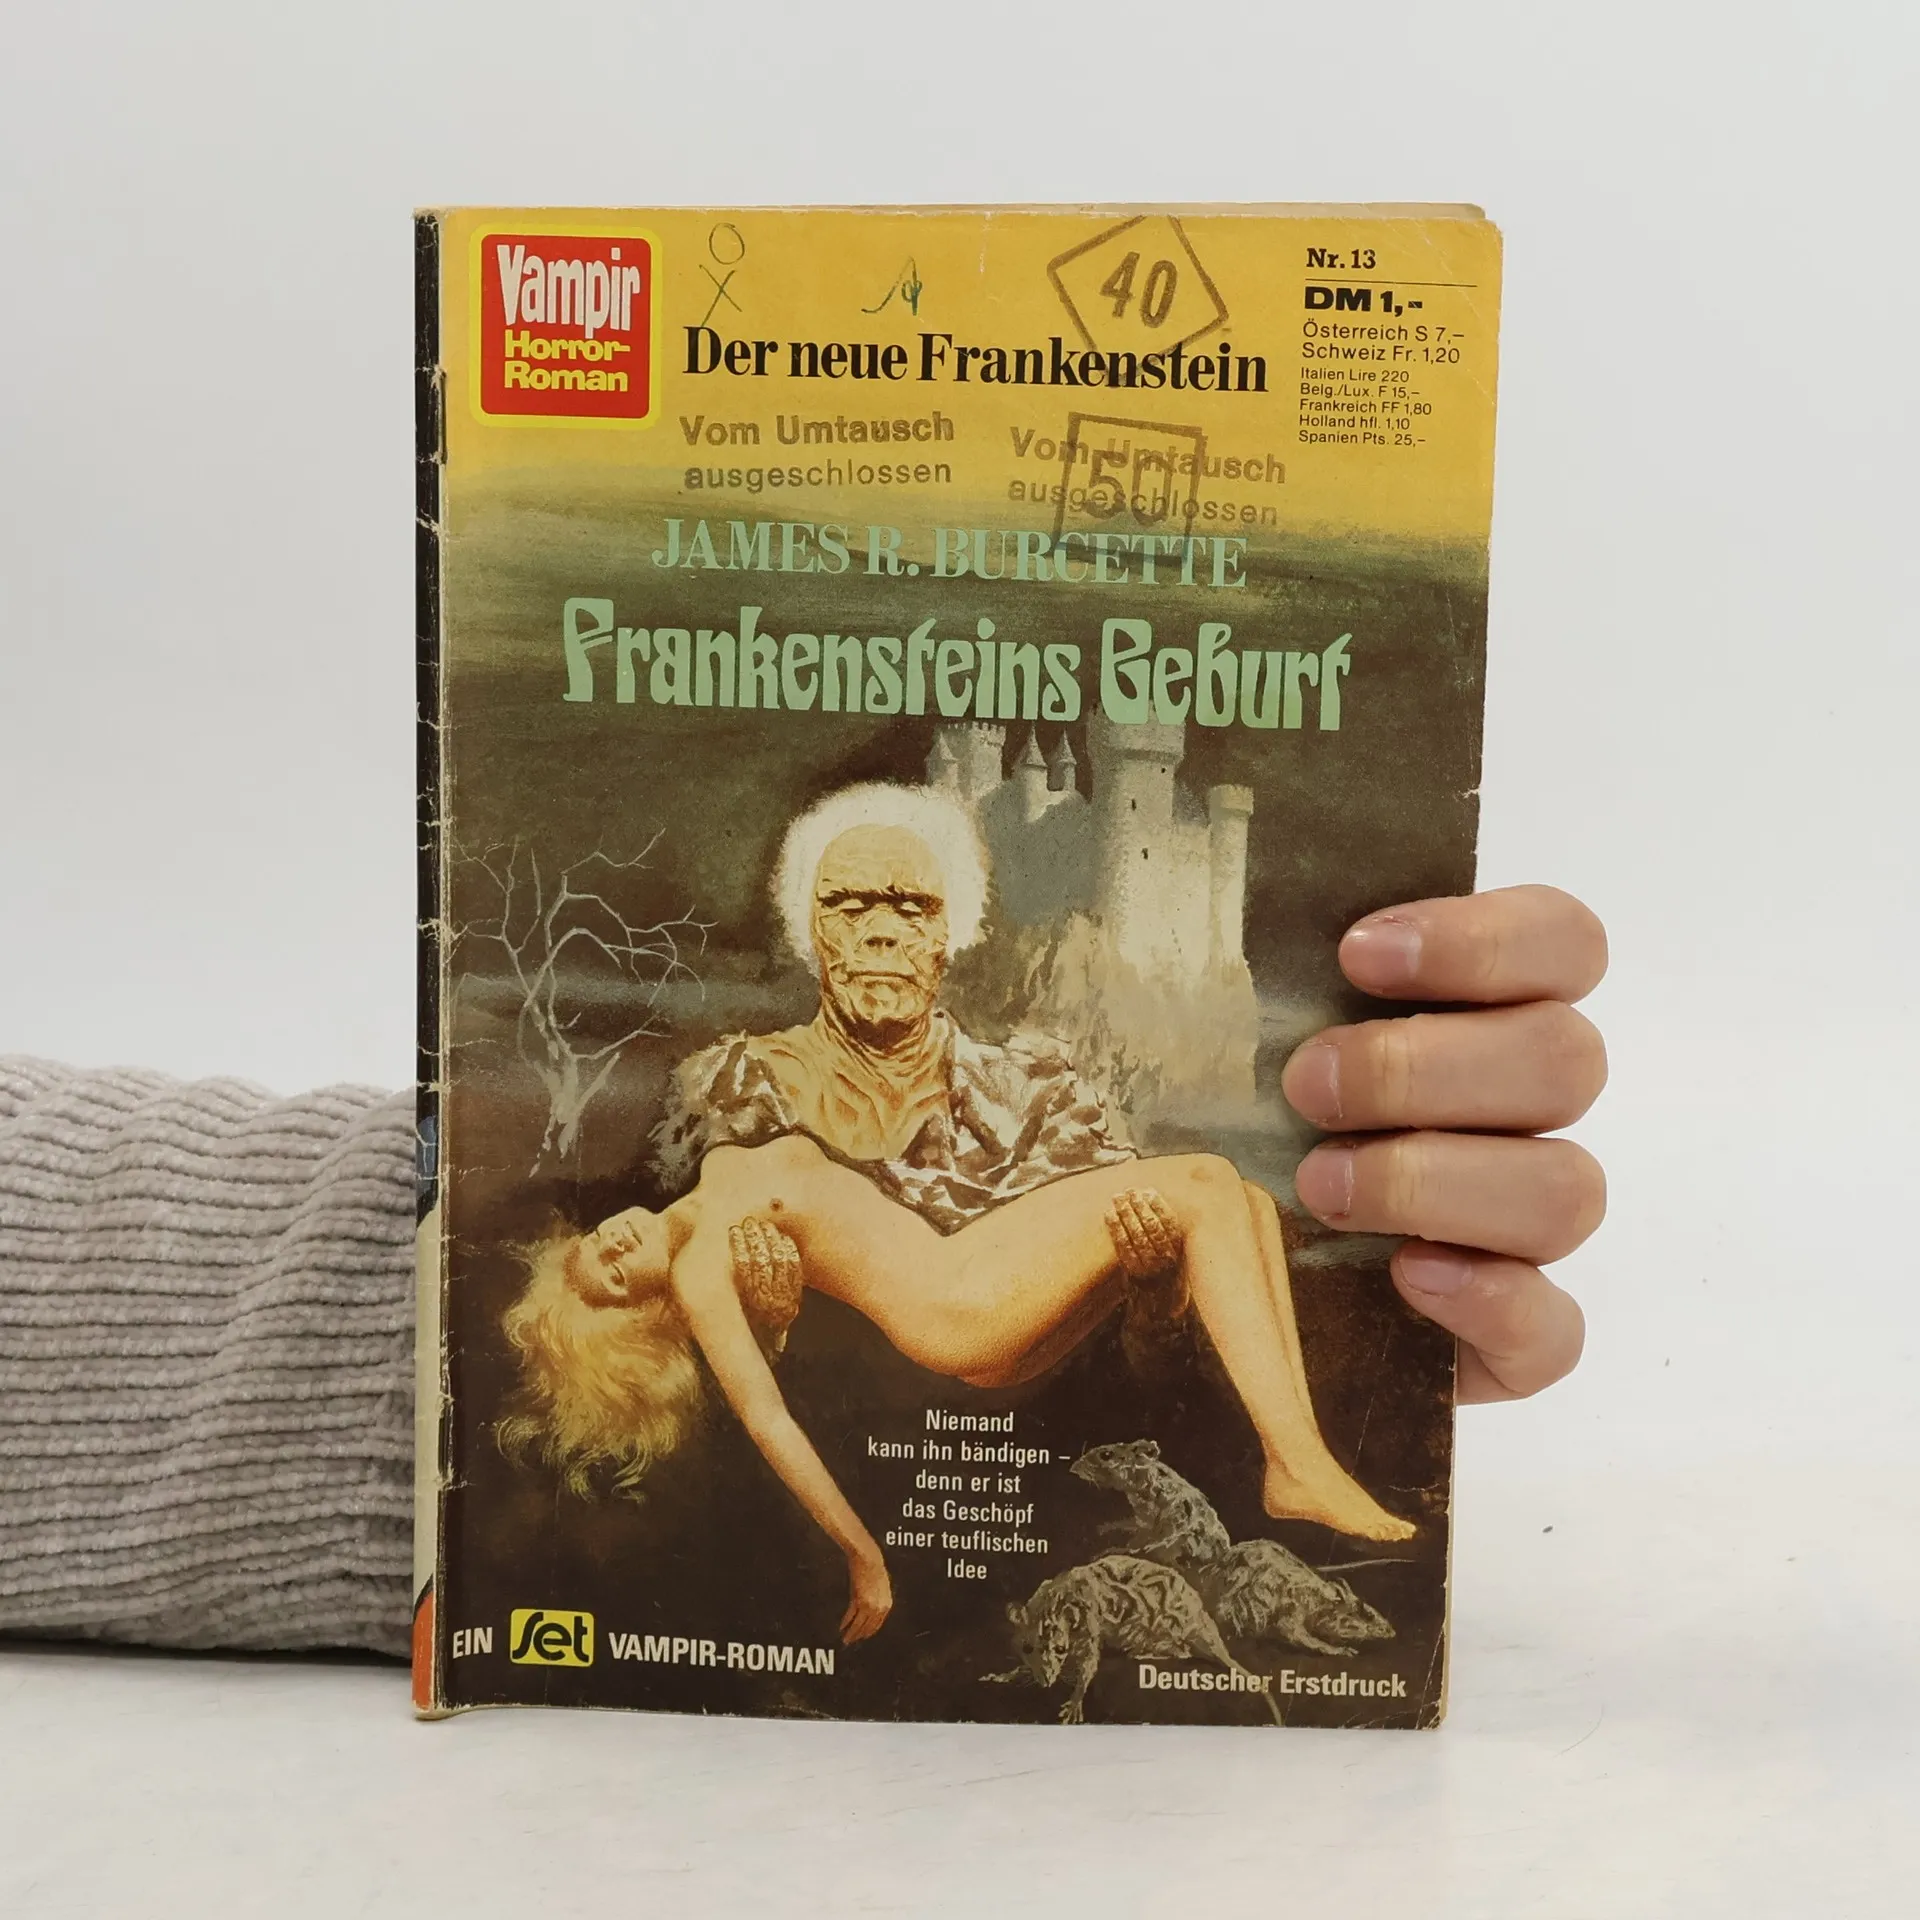 Vampir
Horror-
Roman
40
Nr. 13
DM 1,-
Österreich S 7,-
Schweiz Fr. 1,20
Italien Lire 220
Belg./Lux. F 15,-
Frankreich FF 1,80
Holland hfl. 1,10
Spanien Pts. 25,-
Der neue Frankenstein
Vom Umtausch
ausgeschlossen
Vom Umtausch
ausgeschlossen
50
JAMES R. BURCETTE
Frankensteins Geburt
Niemand
kann ihn bändigen –
denn er ist
das Geschöpf
einer teuflischen
Idee
EIN Set VAMPIR-ROMAN
Deutscher Erstdruck